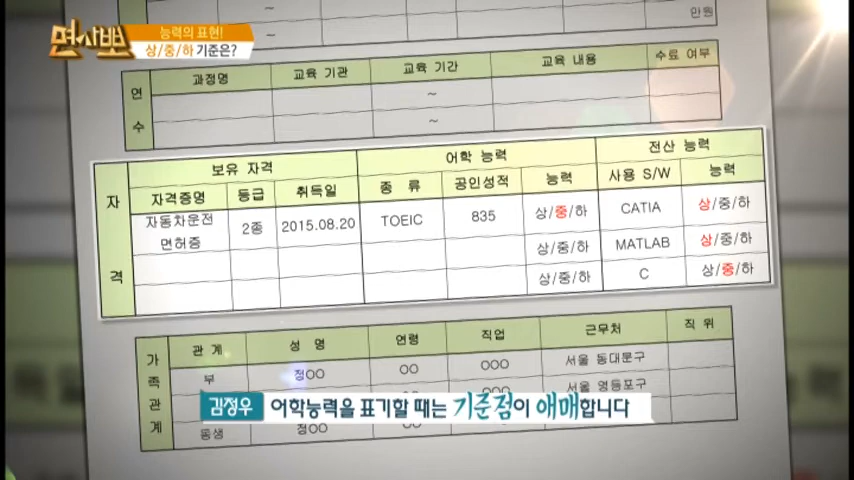 면사뽀
능력의 표현!
상/중/하 기준은?
~
~
만원
연수
과정명 교육 기관 교육 기간 교육 내용 수료 여부
~
~
자격
보유 자격 어학 능력 전산 능력
자격증명 등급 취득일 종 류 공인성적 능력 사용 S/W 능력
자동차운전면허증 2종 2015.08.20 TOEIC 835 상/중/하 CATIA 상/중/하
상/중/하 MATLAB 상/중/하
상/중/하 C 상/중/하
가족관계
관 계 성 명 연령 직업 근무처 직 위
부 정OO OO OOO 서울 동대문구
서울 영등포구
동생 정OO
김정우 어학능력을 표기할 때는 기준점이 애매합니다